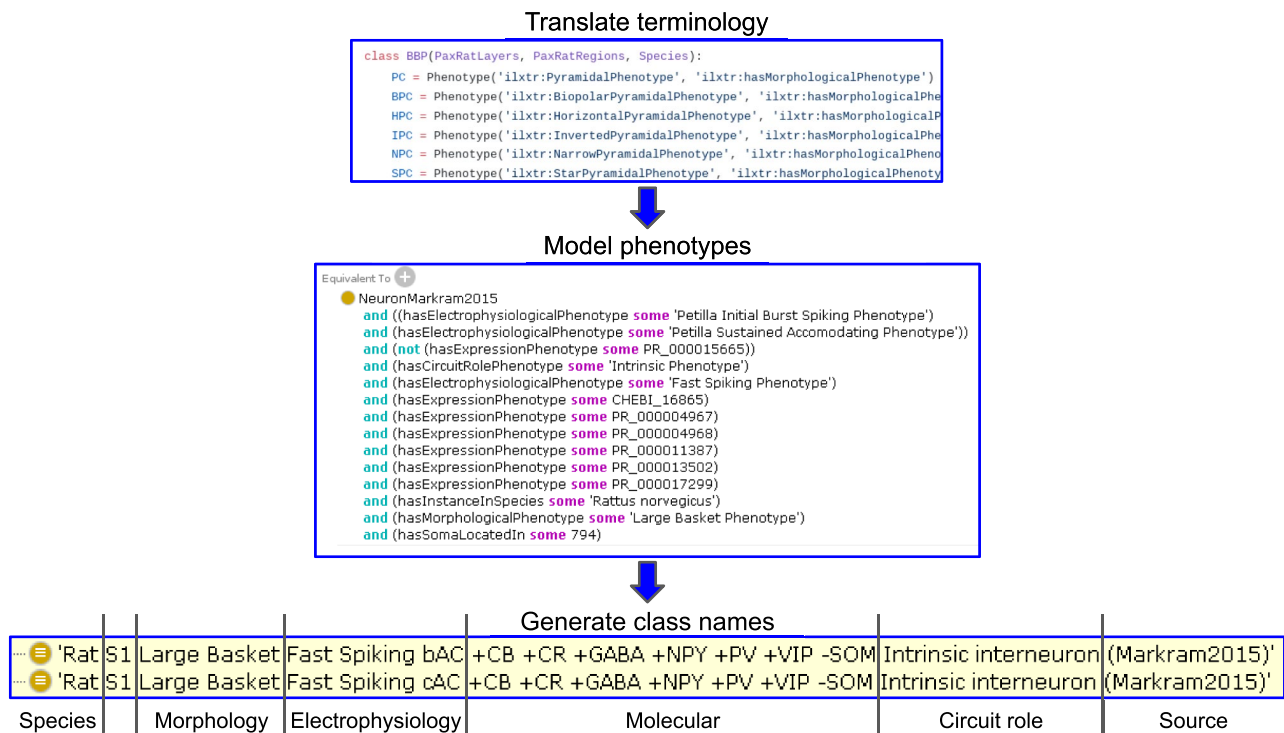 Translate terminology
class BBP(PaxRatLayers, PaxRatRegions, Species):
PC = Phenotype('ilxtr:PyramidalPhenotype', 'ilxtr:hasMorphologicalPhenotype')
BPC = Phenotype('ilxtr:BiopolarPyramidalPhenotype', 'ilxtr:hasMorphologicalPhe
HPC = Phenotype('ilxtr:HorizontalPyramidalPhenotype', 'ilxtr:hasMorphologicalP
IPC = Phenotype('ilxtr:InvertedPyramidalPhenotype', 'ilxtr:hasMorphologicalPhe
NPC = Phenotype('ilxtr:NarrowPyramidalPhenotype', 'ilxtr:hasMorphologicalPheno
SPC = Phenotype('ilxtr:StarPyramidalPhenotype', 'ilxtr:hasMorphologicalPhenoty
Model phenotypes
Equivalent To +
NeuronMarkram2015
and ((hasElectrophysiologicalPhenotype some 'Petilla Initial Burst Spiking Phenotype')
and (hasElectrophysiologicalPhenotype some 'Petilla Sustained Accomodating Phenotype'))
and (not (hasExpressionPhenotype some PR_000015665))
and (hasCircuitRolePhenotype some 'Intrinsic Phenotype')
and (hasElectrophysiologicalPhenotype some 'Fast Spiking Phenotype')
and (hasExpressionPhenotype some CHEBI_16865)
and (hasExpressionPhenotype some PR_000004967)
and (hasExpressionPhenotype some PR_000004968)
and (hasExpressionPhenotype some PR_000011387)
and (hasExpressionPhenotype some PR_000013502)
and (hasExpressionPhenotype some PR_000017299)
and (hasInstanceInSpecies some 'Rattus norvegicus')
and (hasMorphologicalPhenotype some 'Large Basket Phenotype')
and (hasSomaLocatedIn some 794)
Generate class names
'Rat S1 Large Basket Fast Spiking bAC +CB +CR +GABA +NPY +PV +VIP -SOM Intrinsic interneuron (Markram2015)'
'Rat S1 Large Basket Fast Spiking cAC +CB +CR +GABA +NPY +PV +VIP -SOM Intrinsic interneuron (Markram2015)'
Species Morphology Electrophysiology Molecular Circuit role Source